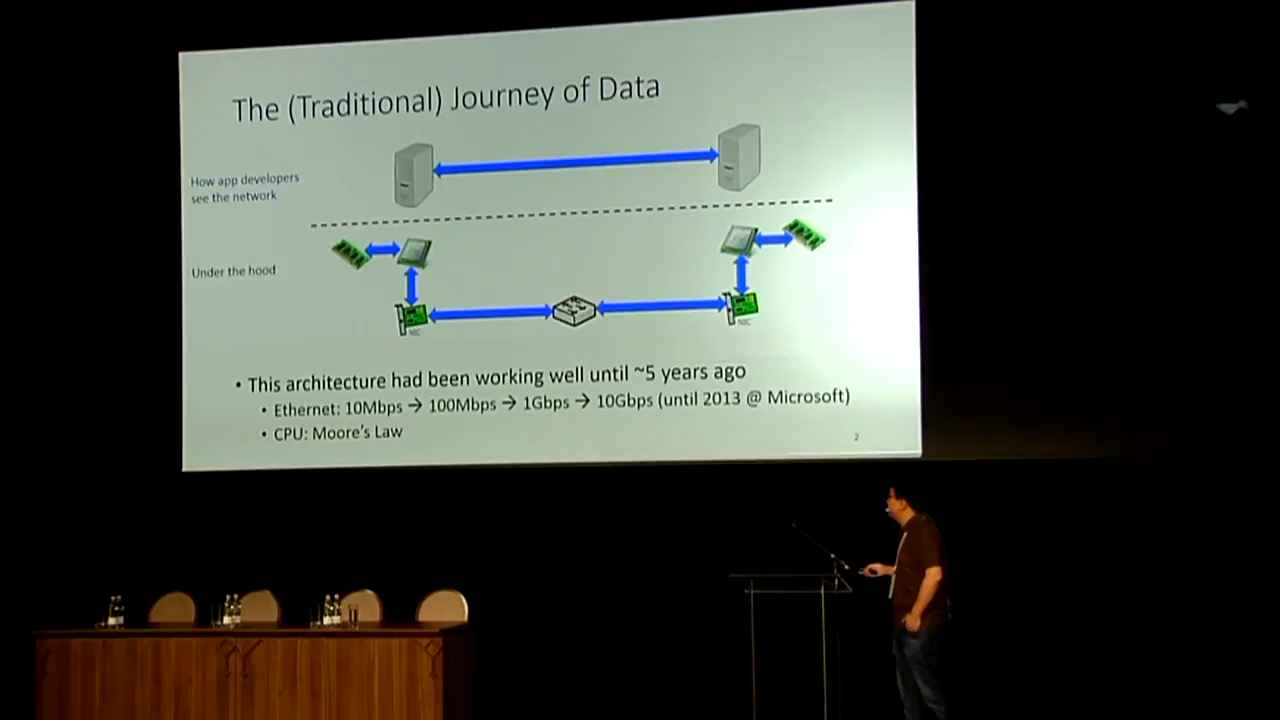 The (Traditional) Journey of Data
How app developers
see the network
Under the hood
NIC
NIC
• This architecture had been working well until ~5 years ago
• Ethernet: 10Mbps → 100Mbps → 1Gbps → 10Gbps (until 2013 @ Microsoft)
• CPU: Moore's Law
2